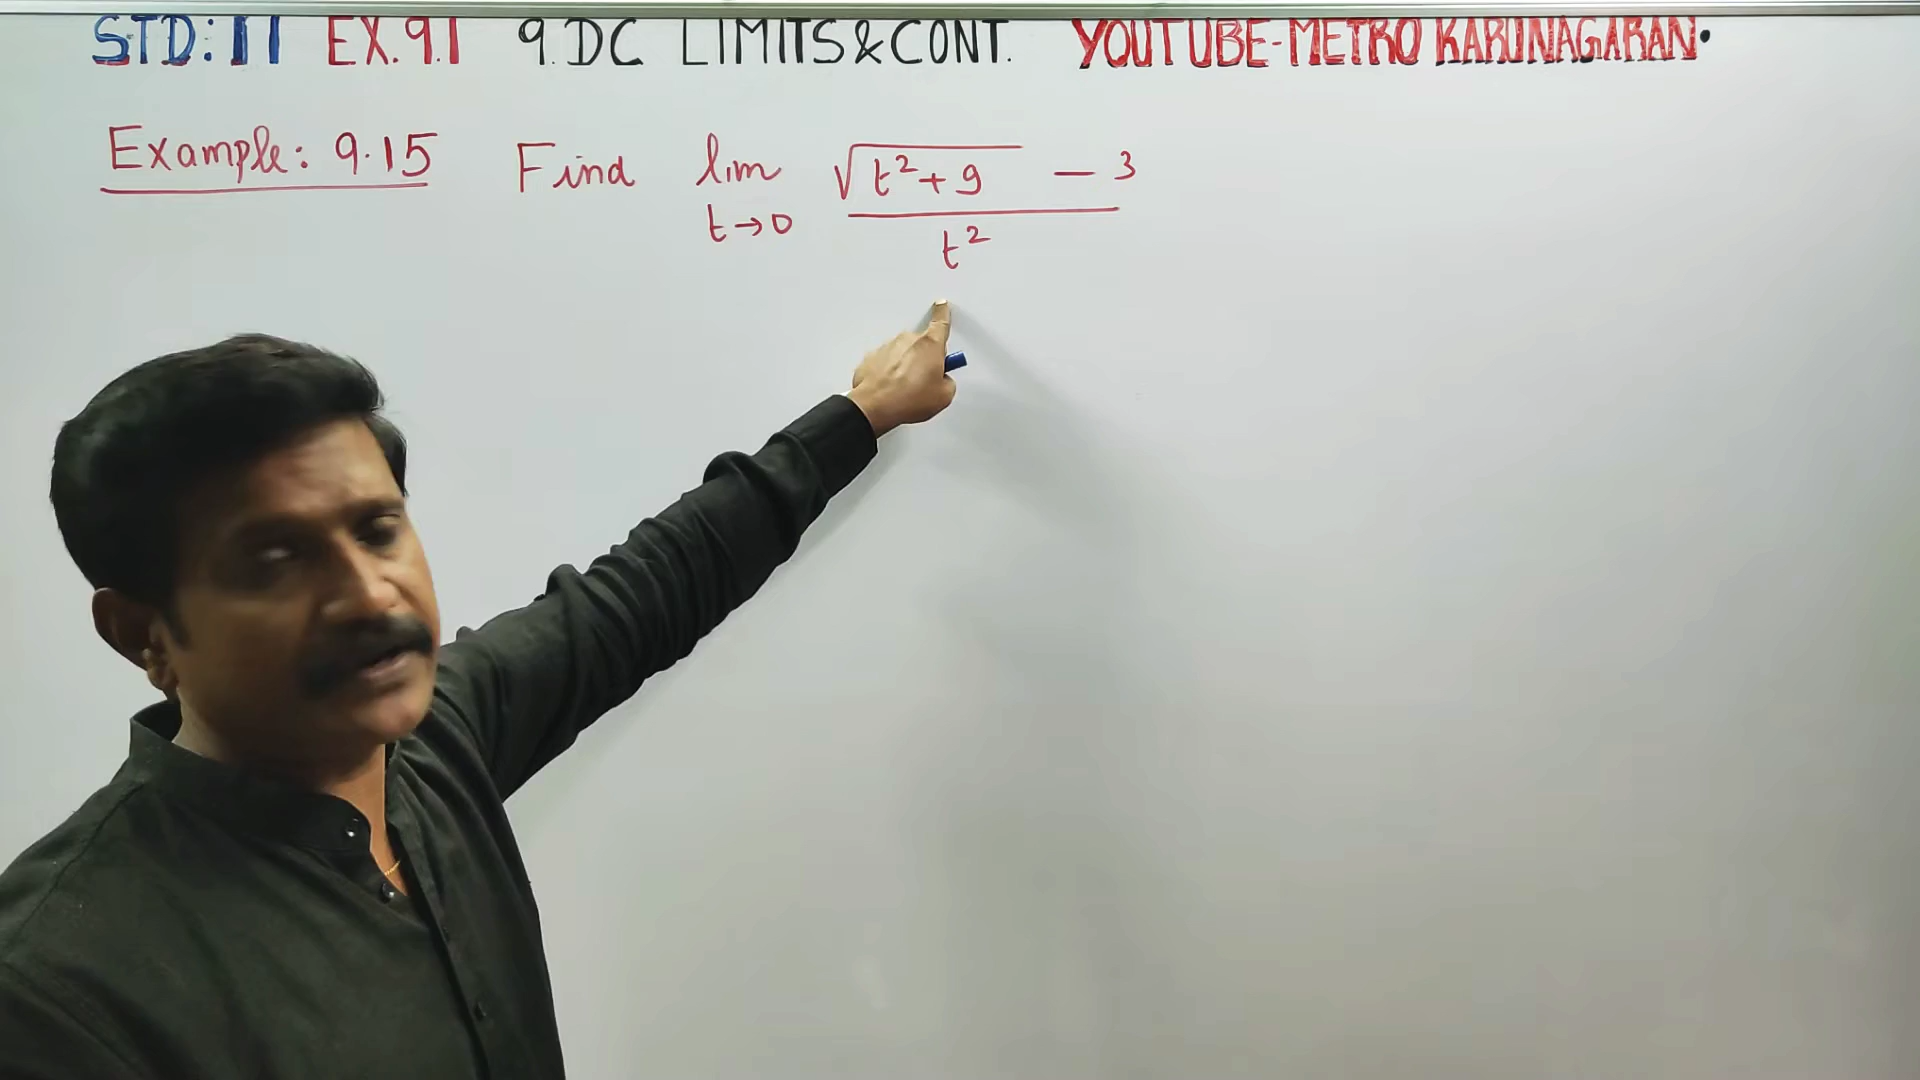 STD: 11 EX. 9.1 9. DC LIMITS & CONT. YOUTUBE-METRO KARUNAGARAN.
Example: 9.15 Find lim t→0 (√(t²+9) - 3) / t²